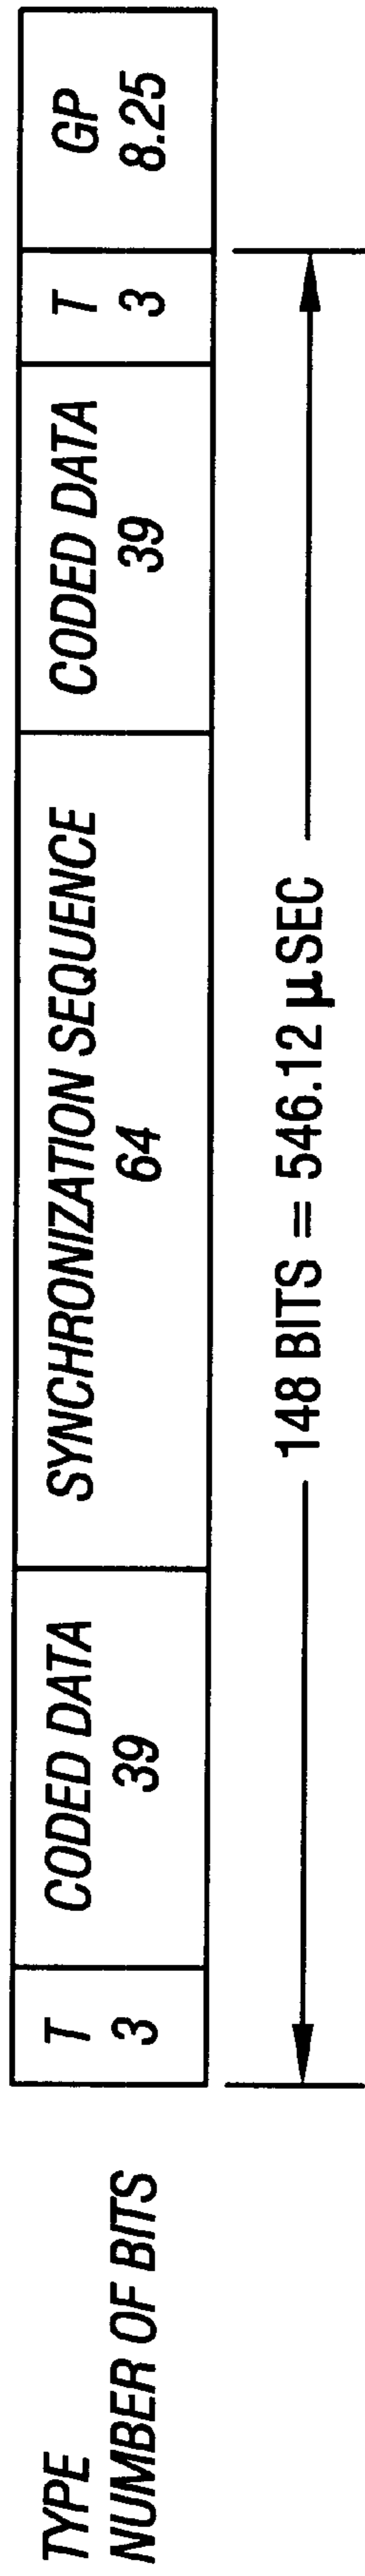 TYPE T CODED DATA SYNCHRONIZATION SEQUENCE CODED DATA T GP
NUMBER OF BITS 3 39 64 39 3 8.25
148 BITS = 546.12 μSEC